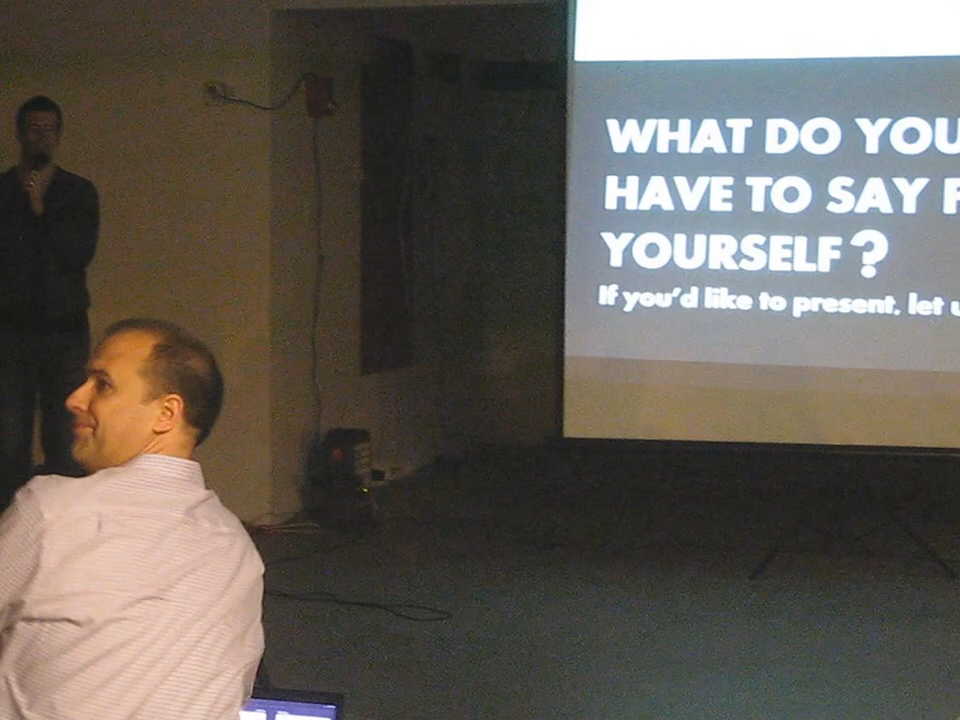 WHAT DO YOU
HAVE TO SAY F
YOURSELF?
If you'd like to present, let u